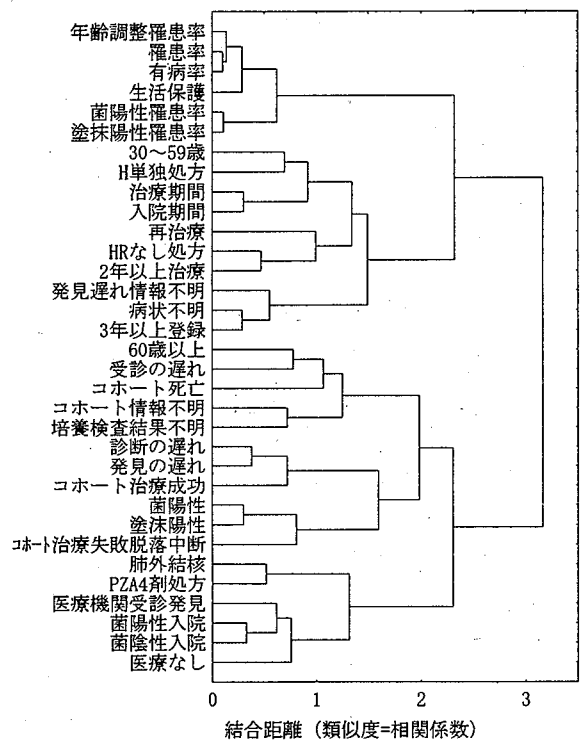 年齢調整罹患率
罹患率
有病率
生活保護
菌陽性罹患率
塗抹陽性罹患率
30〜59歳
H単独処方
治療期間
入院期間
再治療
HRなし処方
2年以上治療
発見遅れ情報不明
病状不明
3年以上登録
60歳以上
受診の遅れ
コホート死亡
コホート情報不明
培養検査結果不明
診断の遅れ
発見の遅れ
コホート治療成功
菌陽性
塗沫陽性
コホート治療失敗脱落中断
肺外結核
PZA4剤処方
医療機関受診発見
菌陽性入院
菌陰性入院
医療なし
0 1 2 3
結合距離（類似度=相関係数）